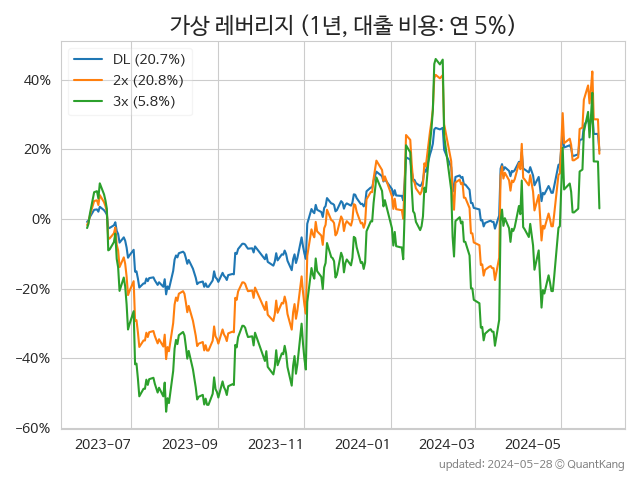 가상 레버리지 (1년, 대출 비용: 연 5%)
DL (20.7%)
2x (20.8%)
3x (5.8%)
40%
20%
0%
−20%
−40%
−60%
2023-07
2023-09
2023-11
2024-01
2024-03
2024-05
updated: 2024-05-28 © QuantKang